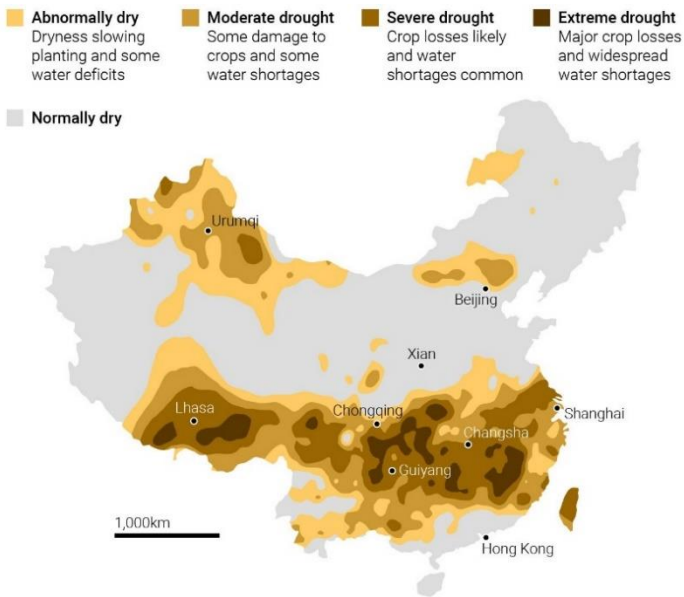 Abnormally dry
Dryness slowing
planting and some
water deficits
Moderate drought
Some damage to
crops and some
water shortages
Severe drought
Crop losses likely
and water
shortages common
Extreme drought
Major crop losses
and widespread
water shortages
Normally dry
Urumqi
Beijing
Xian
Lhasa
Chongqing
Shanghai
Changsha
Guiyang
1,000km
Hong Kong